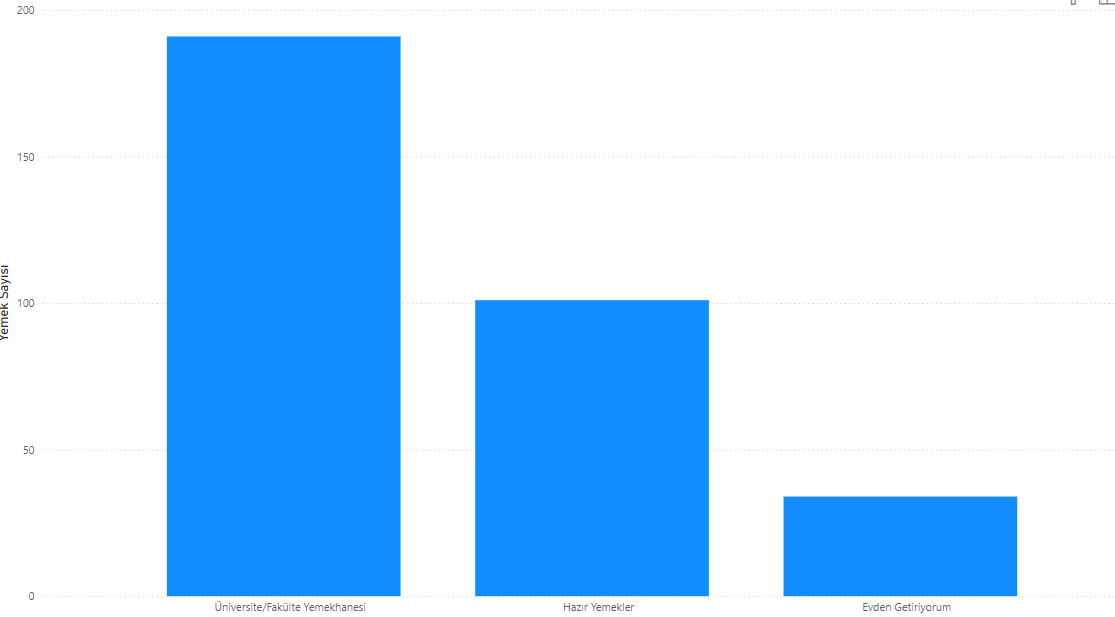 200
150
100
50
0
Yemek Sayısı
Üniversite/Fakülte Yemekhanesi
Hazır Yemekler
Evden Getiriyorum